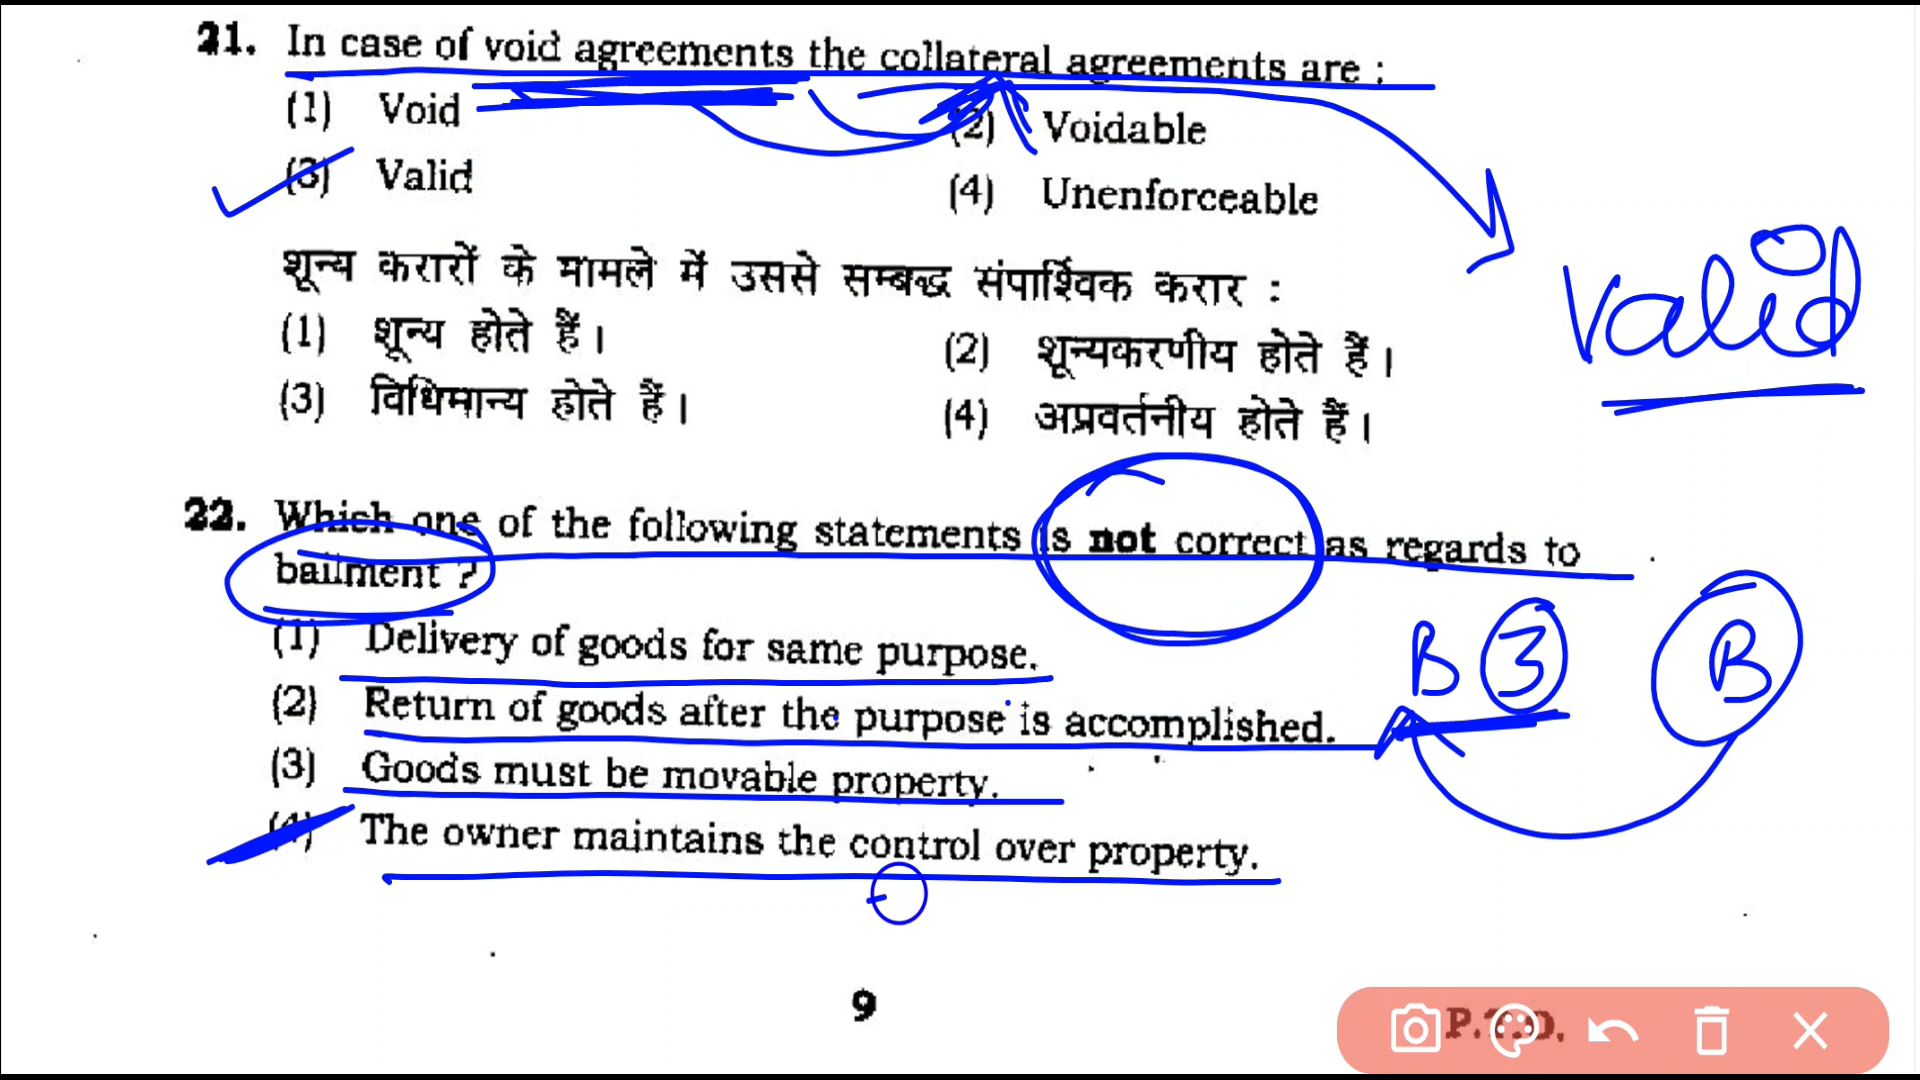 21. In case of void agreements the collateral agreements are :
(1) Void (2) Voidable
(3) Valid (4) Unenforceable
शून्य करारों के मामले में उससे सम्बद्ध संपार्श्विक करार :
(1) शून्य होते हैं। (2) शून्यकरणीय होते हैं।
(3) विधिमान्य होते हैं। (4) अप्रवर्तनीय होते हैं।
valid
22. Which one of the following statements is not correct as regards to
bailment ?
(1) Delivery of goods for same purpose.
B 3 B
(2) Return of goods after the purpose is accomplished.
(3) Goods must be movable property.
(4) The owner maintains the control over property.
9
P.T.O.